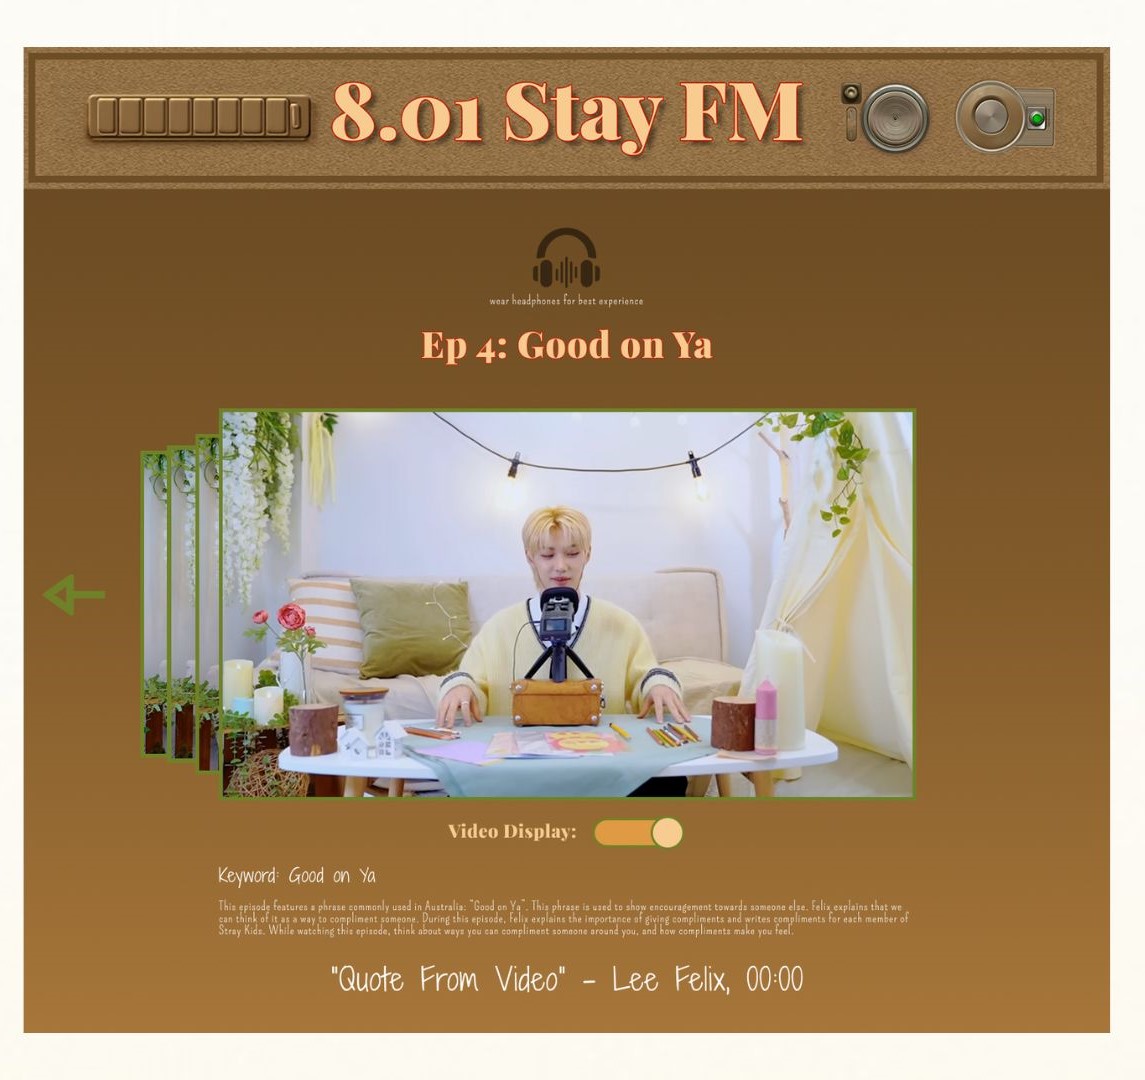 8.01 Stay FM
wear headphones for best experience
Ep 4: Good on Ya
Video Display:
Keyword: Good on Ya
This episode features a phrase commonly used in Australia: "Good on Ya". This phrase is used to show encouragement towards someone else. Felix explains that we
can think of it as a way to compliment someone. During this episode, Felix explains the importance of giving compliments and writes compliments for each member of
Stray Kids. While watching this episode, think about ways you can compliment someone around you, and how compliments make you feel.
"Quote From Video" - Lee Felix, 00:00